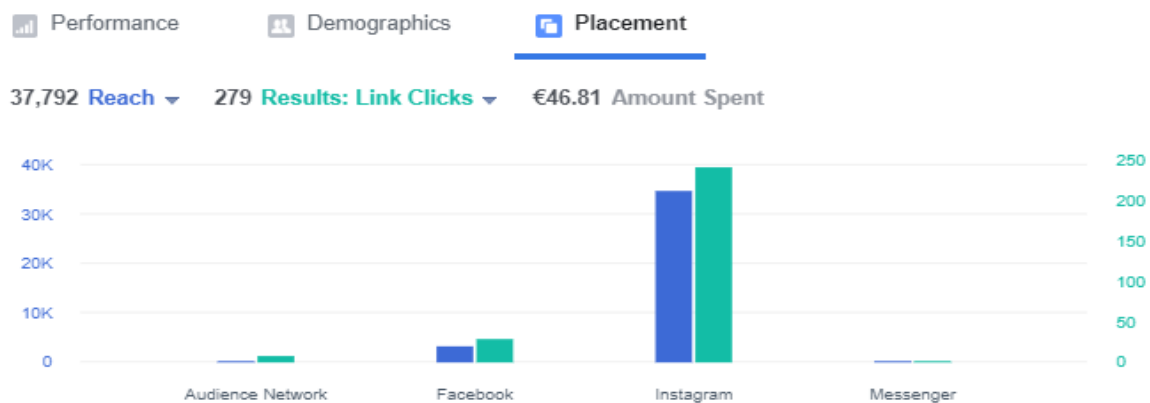 Performance Demographics Placement
37,792 Reach 279 Results: Link Clicks €46.81 Amount Spent
40K 250
30K 200
20K 150
10K 100
0 50
0
Audience Network Facebook Instagram Messenger